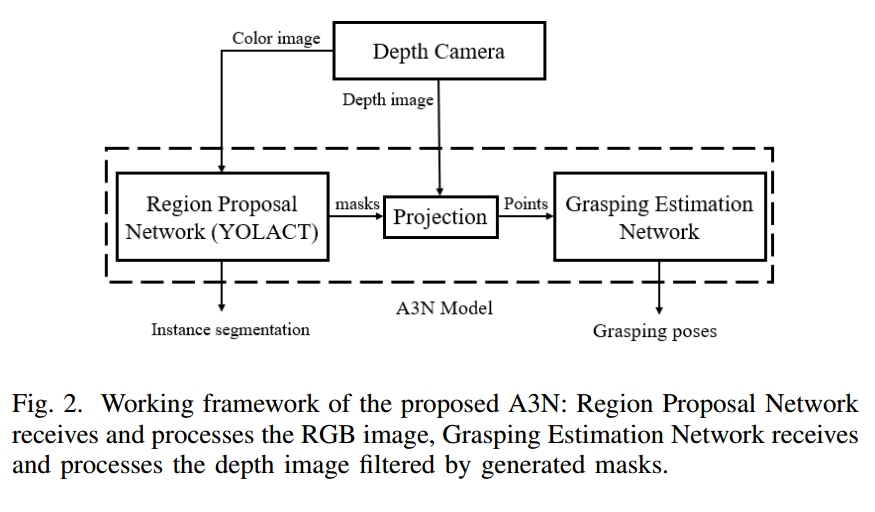 Color image
Depth Camera
Depth image
Region Proposal
Network (YOLACT)
masks
Projection
Points
Grasping Estimation
Network
A3N Model
Instance segmentation
Grasping poses
Fig. 2. Working framework of the proposed A3N: Region Proposal Network
receives and processes the RGB image, Grasping Estimation Network receives
and processes the depth image filtered by generated masks.